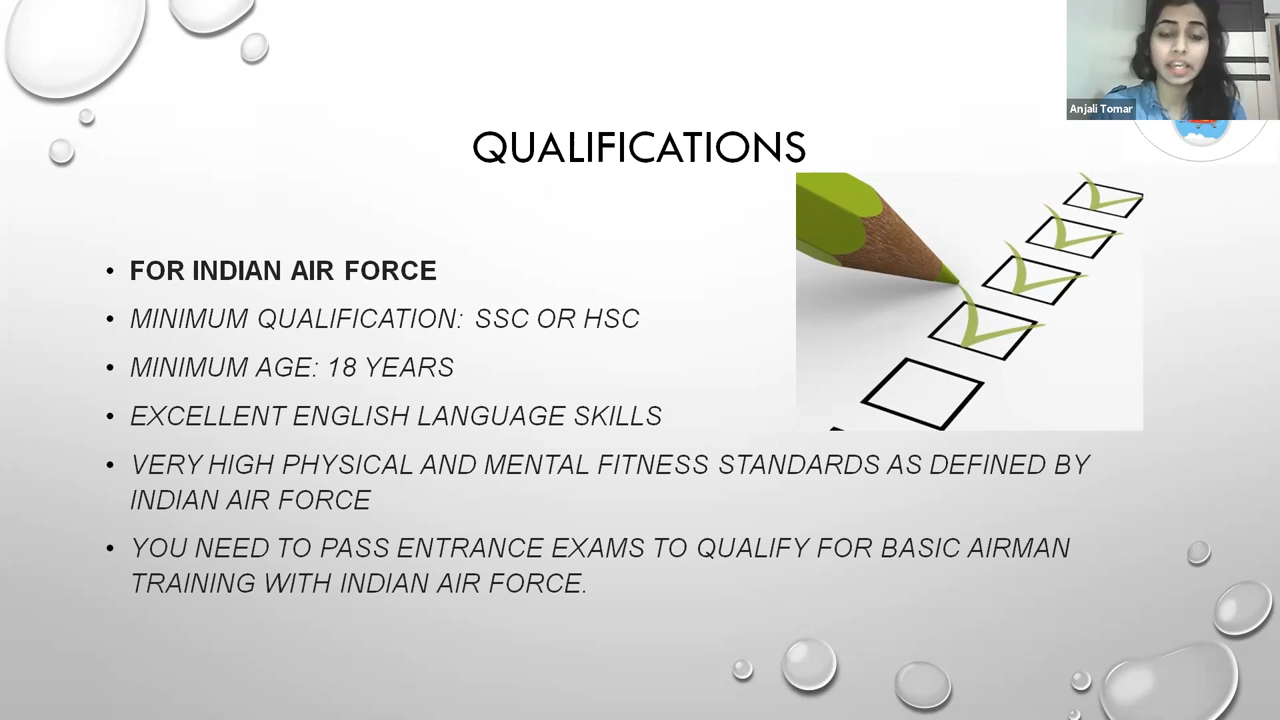 Anjali Tomar
QUALIFICATIONS
• FOR INDIAN AIR FORCE
• MINIMUM QUALIFICATION: SSC OR HSC
• MINIMUM AGE: 18 YEARS
• EXCELLENT ENGLISH LANGUAGE SKILLS
• VERY HIGH PHYSICAL AND MENTAL FITNESS STANDARDS AS DEFINED BY
INDIAN AIR FORCE
• YOU NEED TO PASS ENTRANCE EXAMS TO QUALIFY FOR BASIC AIRMAN
TRAINING WITH INDIAN AIR FORCE.